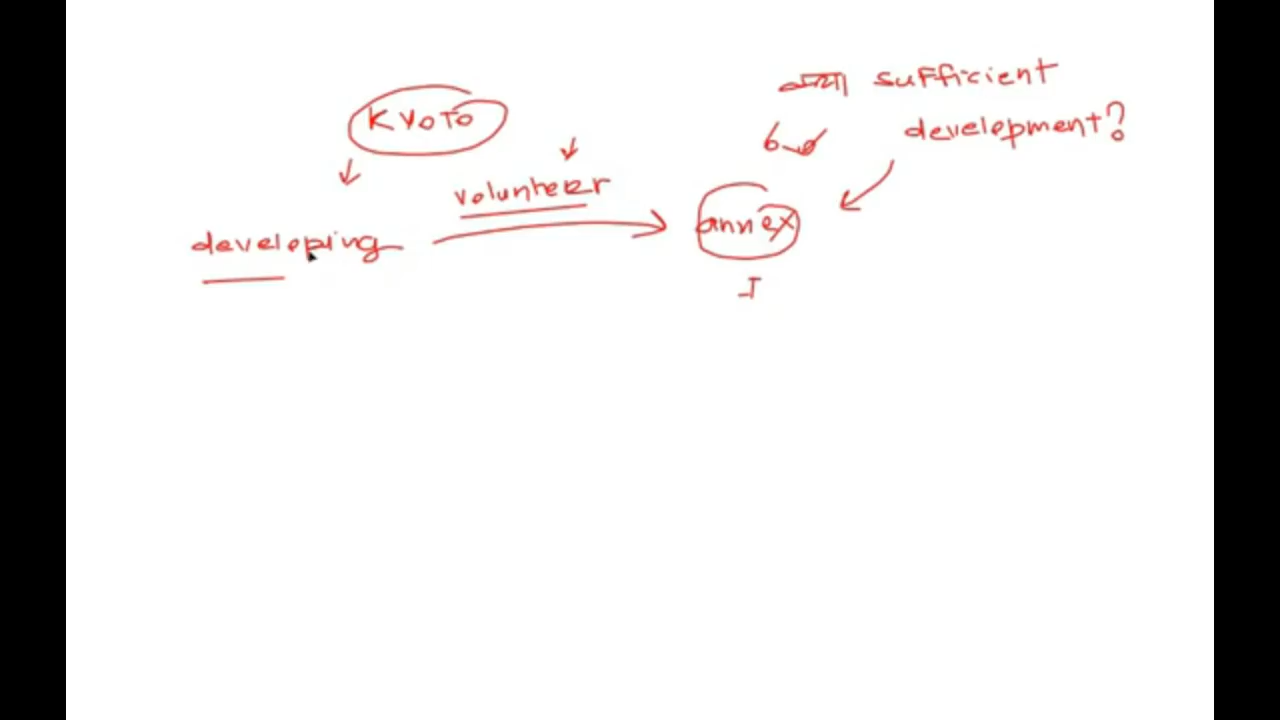 sufficient
KYOTO
development?
volunteer
developing
annex
I